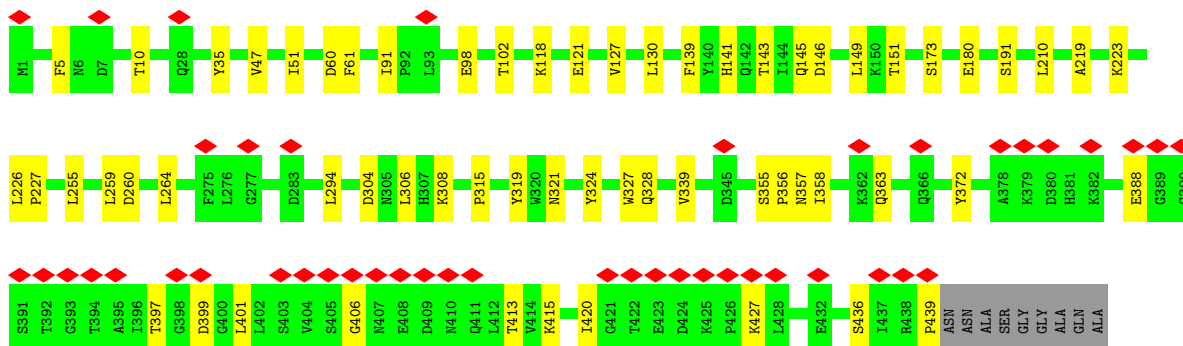 M1 F5 N6 D7 T10 Q28 Y35 V47 I51 D60 F61 I91 P92 L93 E98 T102 K118 E121 V127 L130 F139 Y140 H141 Q142 T143 I144 Q145 D146 L149 K150 T151 S173 E180 S191 L210 A219 K223
L226 P227 L255 L259 D260 L264 F275 L276 G277 D283 L294 D304 N305 L306 H307 K308 P315 Y319 W320 N321 Y324 W327 Q328 V339 D345 S355 P356 N357 I358 K362 Q363 Q366 Y372 A378 K379 D380 H381 K382 E388 G389
S391 T392 G393 T394 A395 I396 T397 G398 D399 G400 L401 L402 S403 V404 S405 G406 N407 E408 D409 N410 Q411 L412 T413 V414 K415 I420 G421 T422 E423 D424 K425 P426 K427 L428 E432 S436 I437 R438 P439 ASN ASN ALA SER GLY GLY ALA GLN ALA